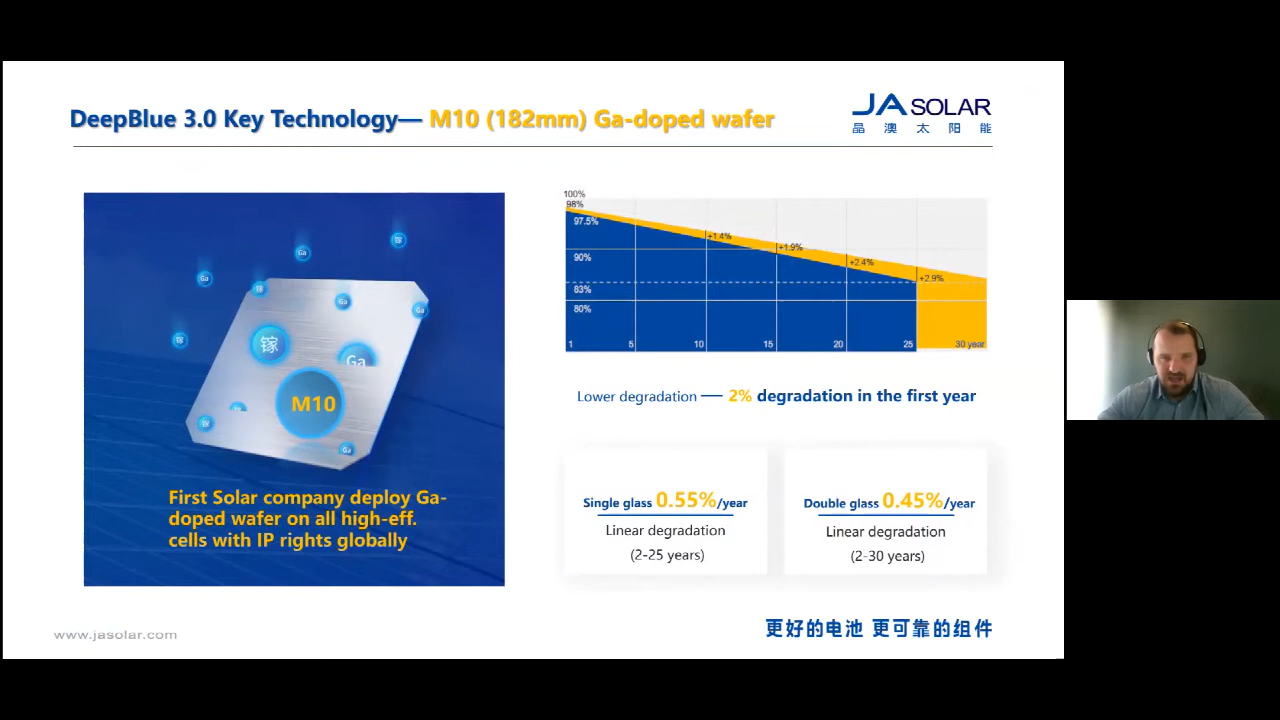 DeepBlue 3.0 Key Technology— M10 (182mm) Ga-doped wafer
JA SOLAR
晶 澳 太 阳 能
镓
Ga
Ga
镓
Ga
Ga
镓
镓
Ga
M10
镓
Ga
First Solar company deploy Ga-
doped wafer on all high-eff.
cells with IP rights globally
100%
98%
97.5%
90%
83%
80%
+1.4%
+1.9%
+2.4%
+2.9%
1 5 10 15 20 25 30 year
Lower degradation — 2% degradation in the first year
Single glass 0.55%/year
Linear degradation
(2-25 years)
Double glass 0.45%/year
Linear degradation
(2-30 years)
www.jasolar.com
更好的电池 更可靠的组件